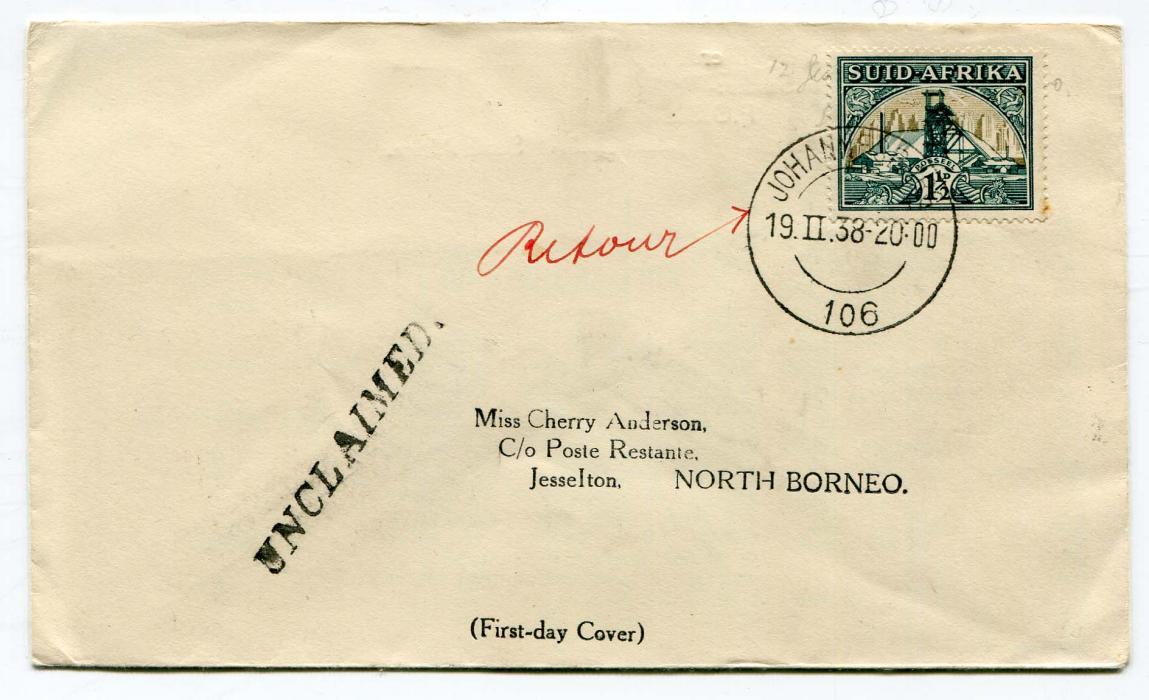 SUID-AFRIKA
POSSEEL
1½D
JOHANNESBURG
19.II.38-20·00
106
Retour
UNCLAIMED.
Miss Cherry Anderson,
C/o Poste Restante,
Jesselton, NORTH BORNEO.
(First-day Cover)